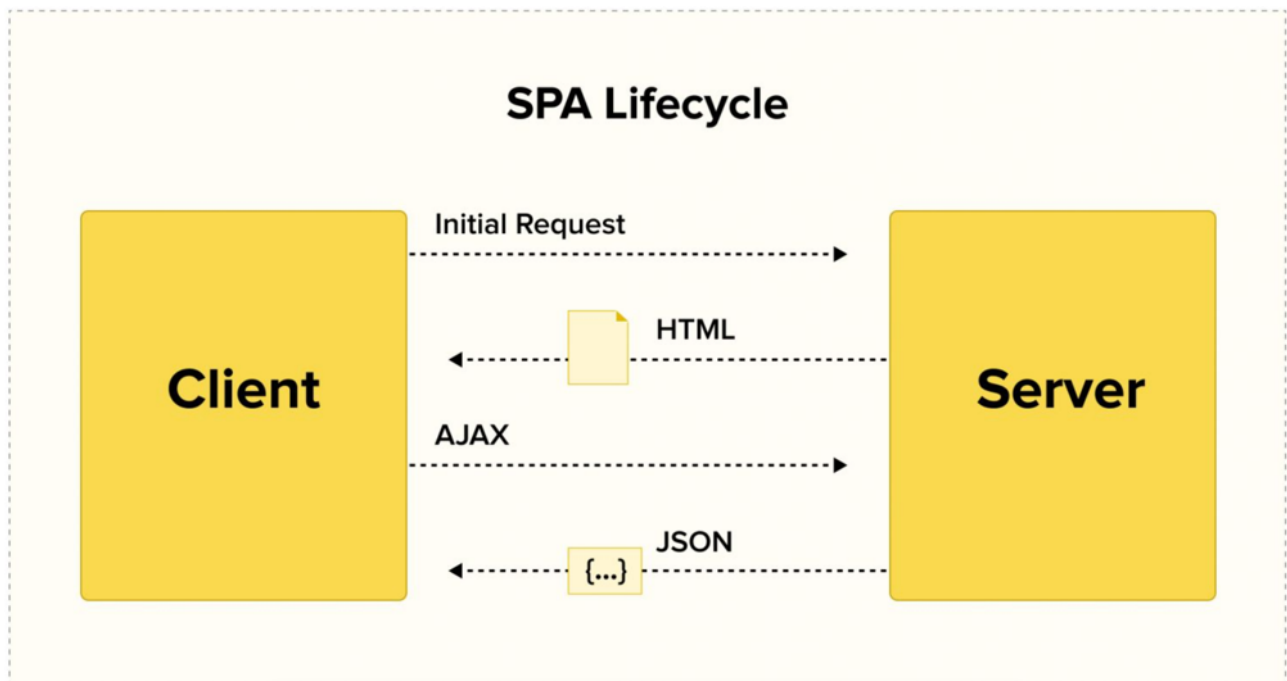 SPA Lifecycle
Initial Request
HTML
Client
Server
AJAX
JSON
{...}